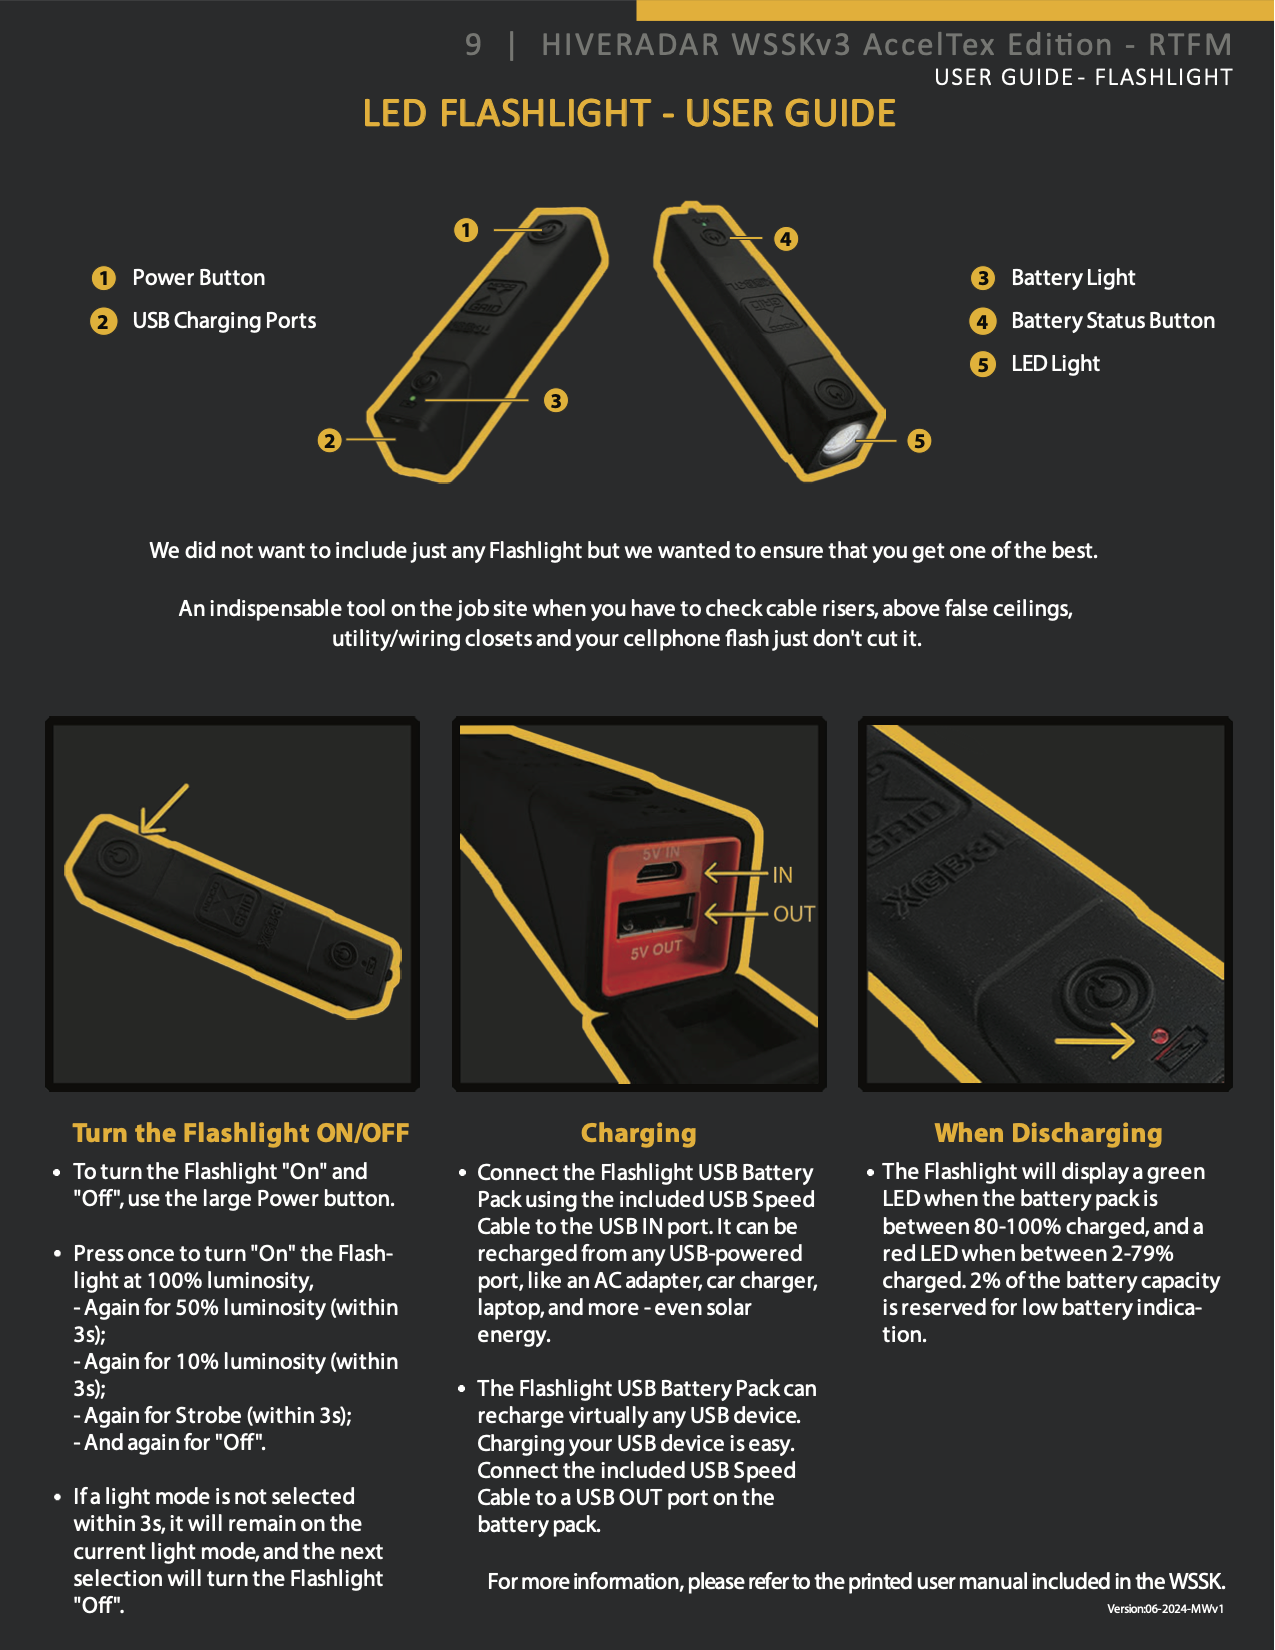 9 | HIVERADAR WSSKv3 AccelTex Edition - RTFM
USER GUIDE - FLASHLIGHT
LED FLASHLIGHT - USER GUIDE
1
4
1 Power Button
2 USB Charging Ports
3 Battery Light
4 Battery Status Button
5 LED Light
GRID
3
2
5
We did not want to include just any Flashlight but we wanted to ensure that you get one of the best.
An indispensable tool on the job site when you have to check cable risers, above false ceilings,
utility/wiring closets and your cellphone flash just don't cut it.
GRID
5V IN
IN
OUT
5V OUT
GRID
XGB3L
Turn the Flashlight ON/OFF
• To turn the Flashlight "On" and
"Off", use the large Power button.
• Press once to turn "On" the Flash-
light at 100% luminosity,
- Again for 50% luminosity (within
3s);
- Again for 10% luminosity (within
3s);
- Again for Strobe (within 3s);
- And again for "Off".
• If a light mode is not selected
within 3s, it will remain on the
current light mode, and the next
selection will turn the Flashlight
"Off".
Charging
• Connect the Flashlight USB Battery
Pack using the included USB Speed
Cable to the USB IN port. It can be
recharged from any USB-powered
port, like an AC adapter, car charger,
laptop, and more - even solar
energy.
• The Flashlight USB Battery Pack can
recharge virtually any USB device.
Charging your USB device is easy.
Connect the included USB Speed
Cable to a USB OUT port on the
battery pack.
When Discharging
• The Flashlight will display a green
LED when the battery pack is
between 80-100% charged, and a
red LED when between 2-79%
charged. 2% of the battery capacity
is reserved for low battery indica-
tion.
For more information, please refer to the printed user manual included in the WSSK.
Version:06-2024-MWv1